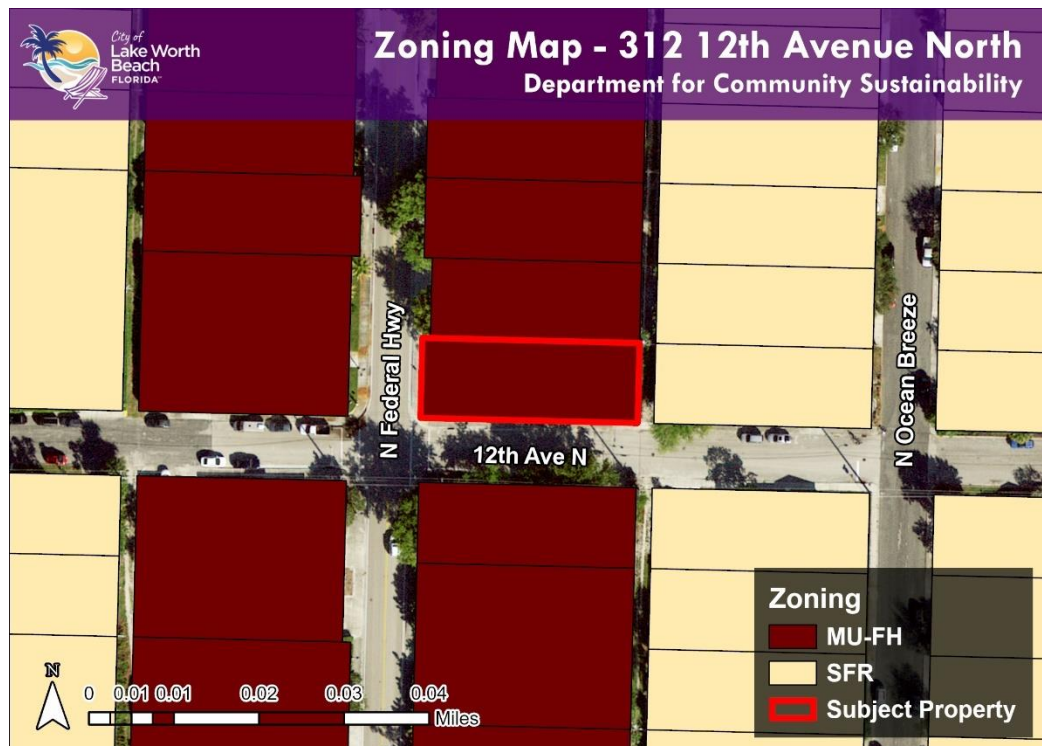 City of
Lake Worth
Beach
FLORIDA
Zoning Map - 312 12th Avenue North
Department for Community Sustainability
N Federal Hwy
N Ocean Breeze
12th Ave N
Zoning
MU-FH
SFR
Subject Property
N
0 0.01 0.01 0.02 0.03 0.04
Miles